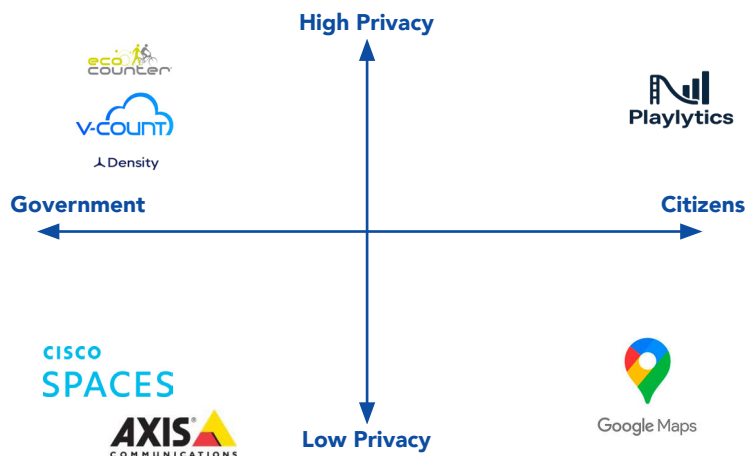 High Privacy
eco
counter
V-COUNT
Density
Playlytics
Government
Citizens
CISCO
SPACES
AXIS
COMMUNICATIONS
Google Maps
Low Privacy